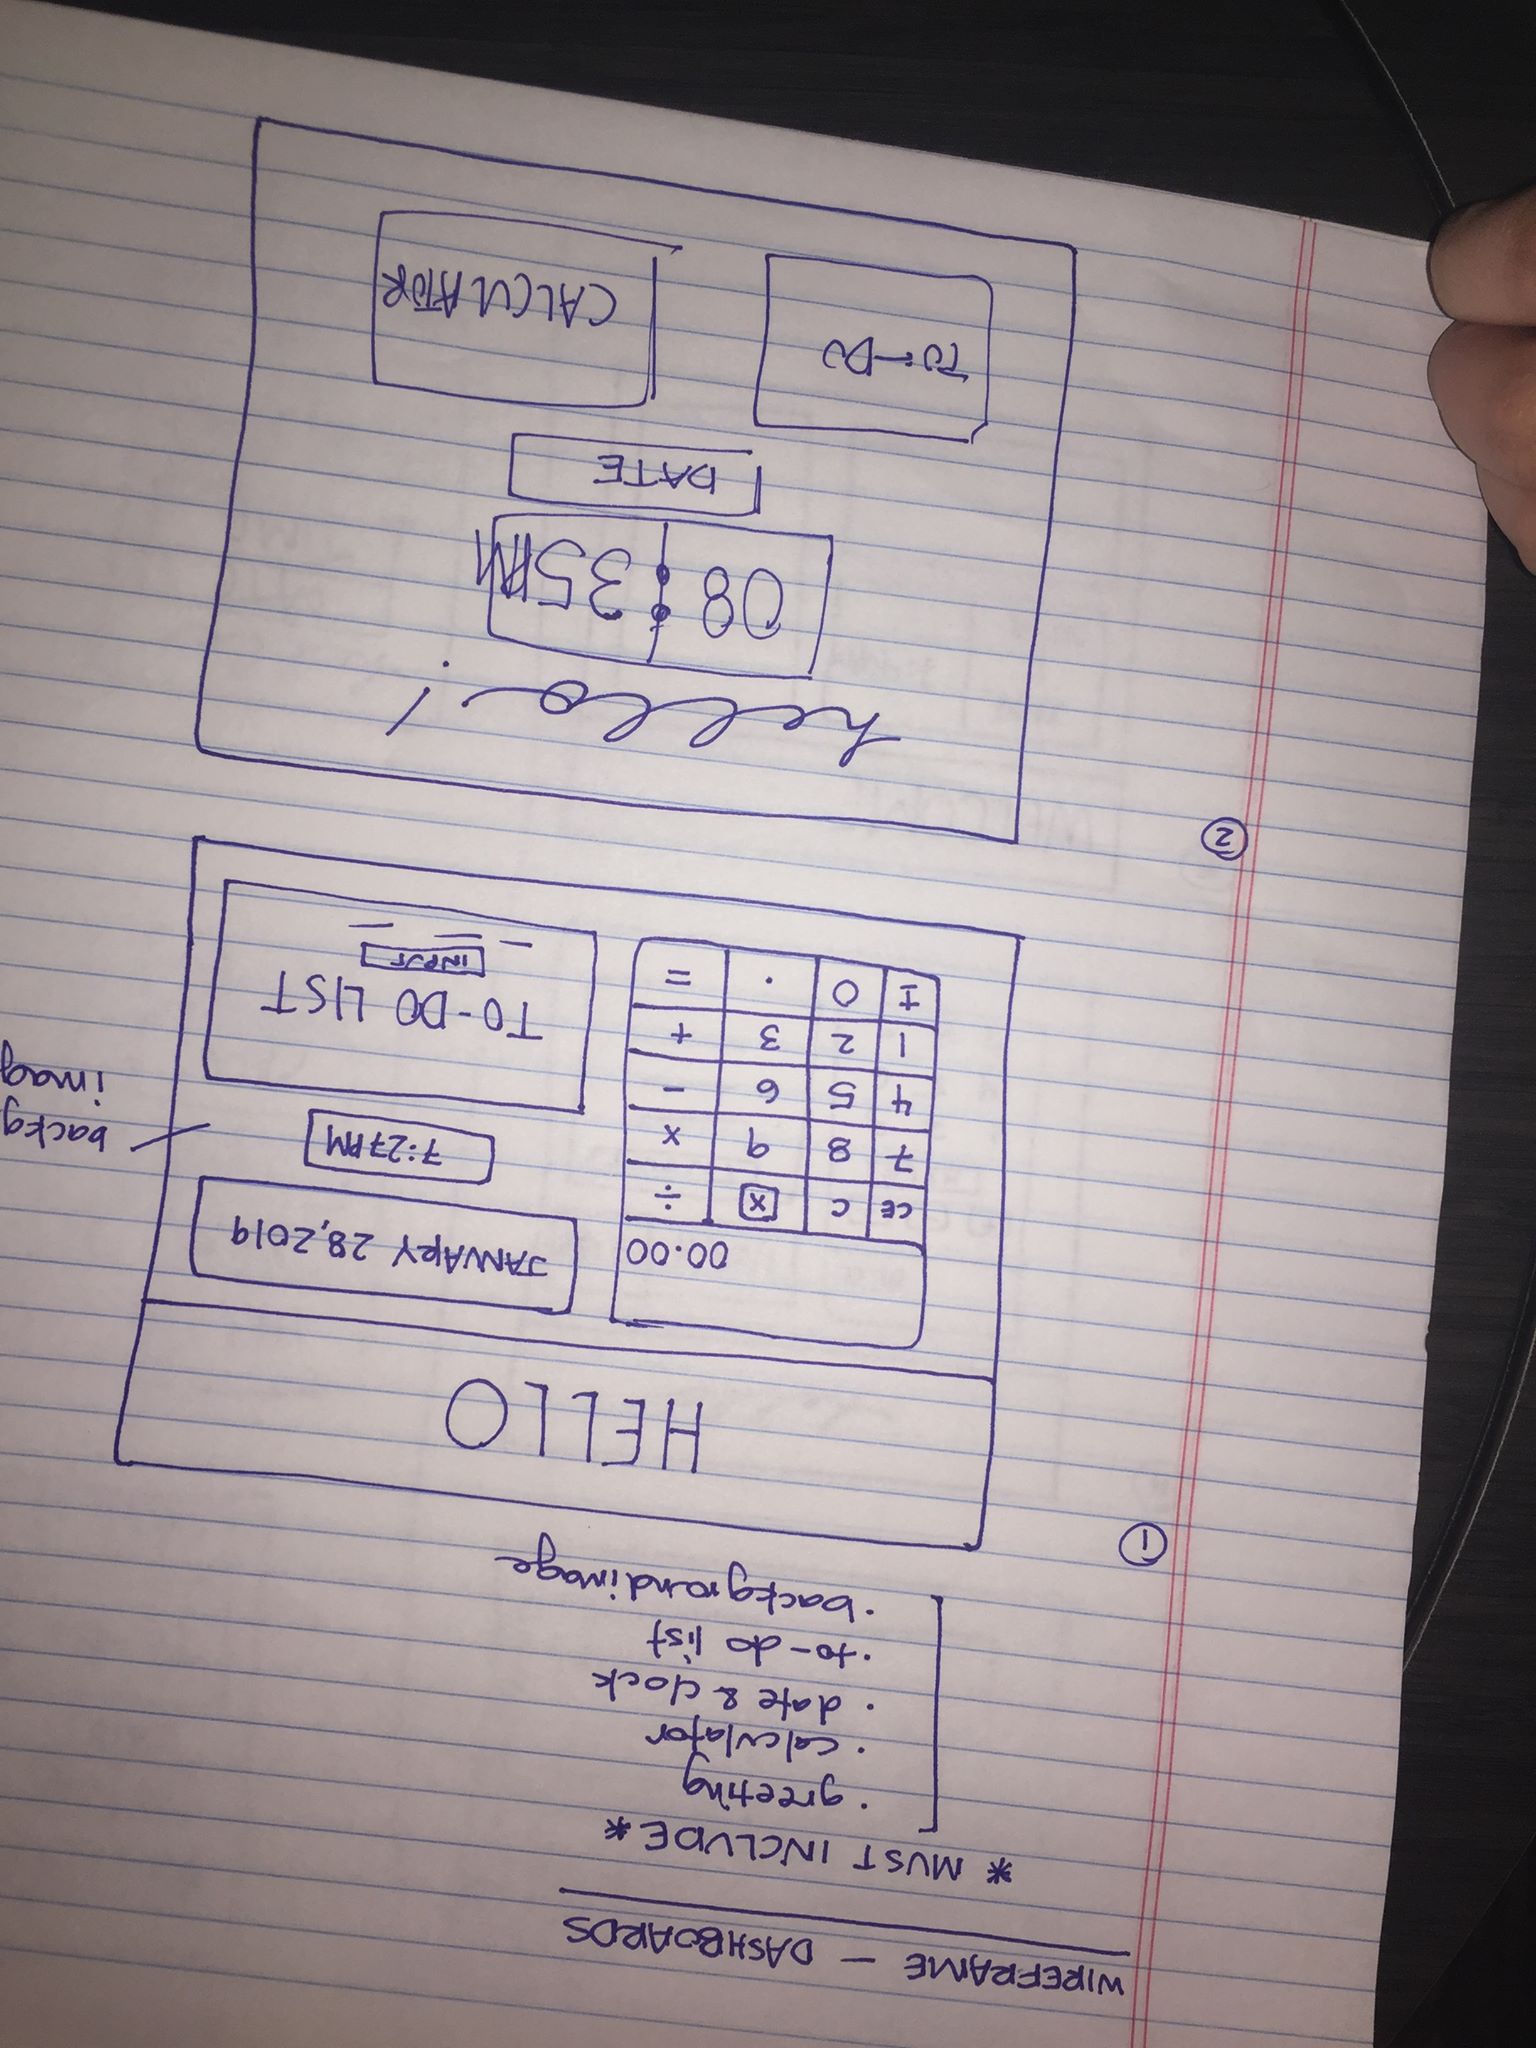 WIREFRAME — DASHBOARDS
* MUST INCLUDE *
· greeting
· calculator
· date & clock
· to-do list
· backgroundimage
①
HELLO
00.00
JANUARY 28, 2019
CE C X ÷
7 8 9 x
7:27PM
backg
imag
4 5 6 -
1 2 3 +
± 0 . =
TO-DO LIST
INPUT
②
hello!
08:35PM
DATE
TO-DO
CALCULATOR